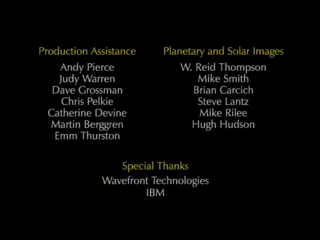 Production Assistance
Andy Pierce
Judy Warren
Dave Grossman
Chris Pelkie
Catherine Devine
Martin Berggren
Emm Thurston
Planetary and Solar Images
W. Reid Thompson
Mike Smith
Brian Carcich
Steve Lantz
Mike Rilee
Hugh Hudson
Special Thanks
Wavefront Technologies
IBM